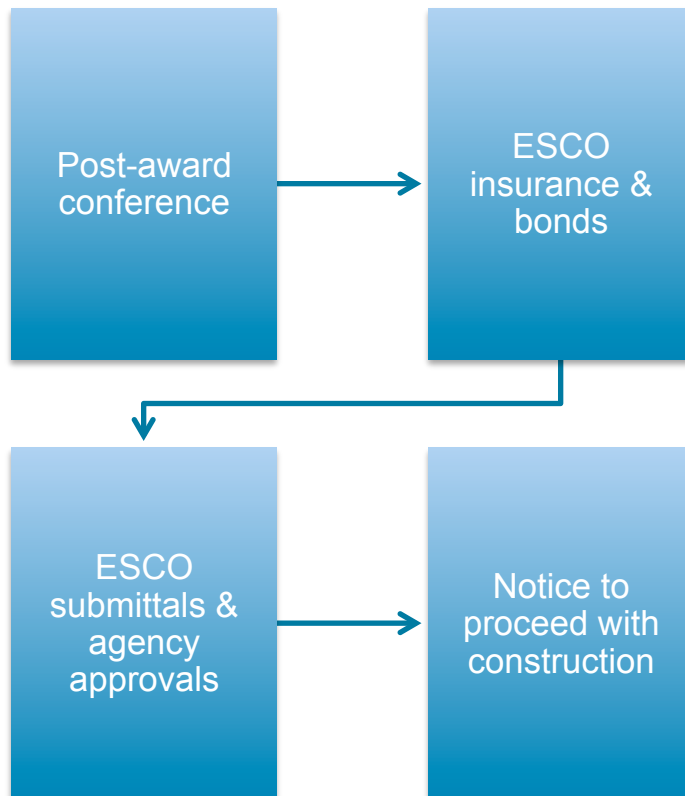 Post-award
conference
ESCO
insurance &
bonds
ESCO
submittals &
agency
approvals
Notice to
proceed with
construction